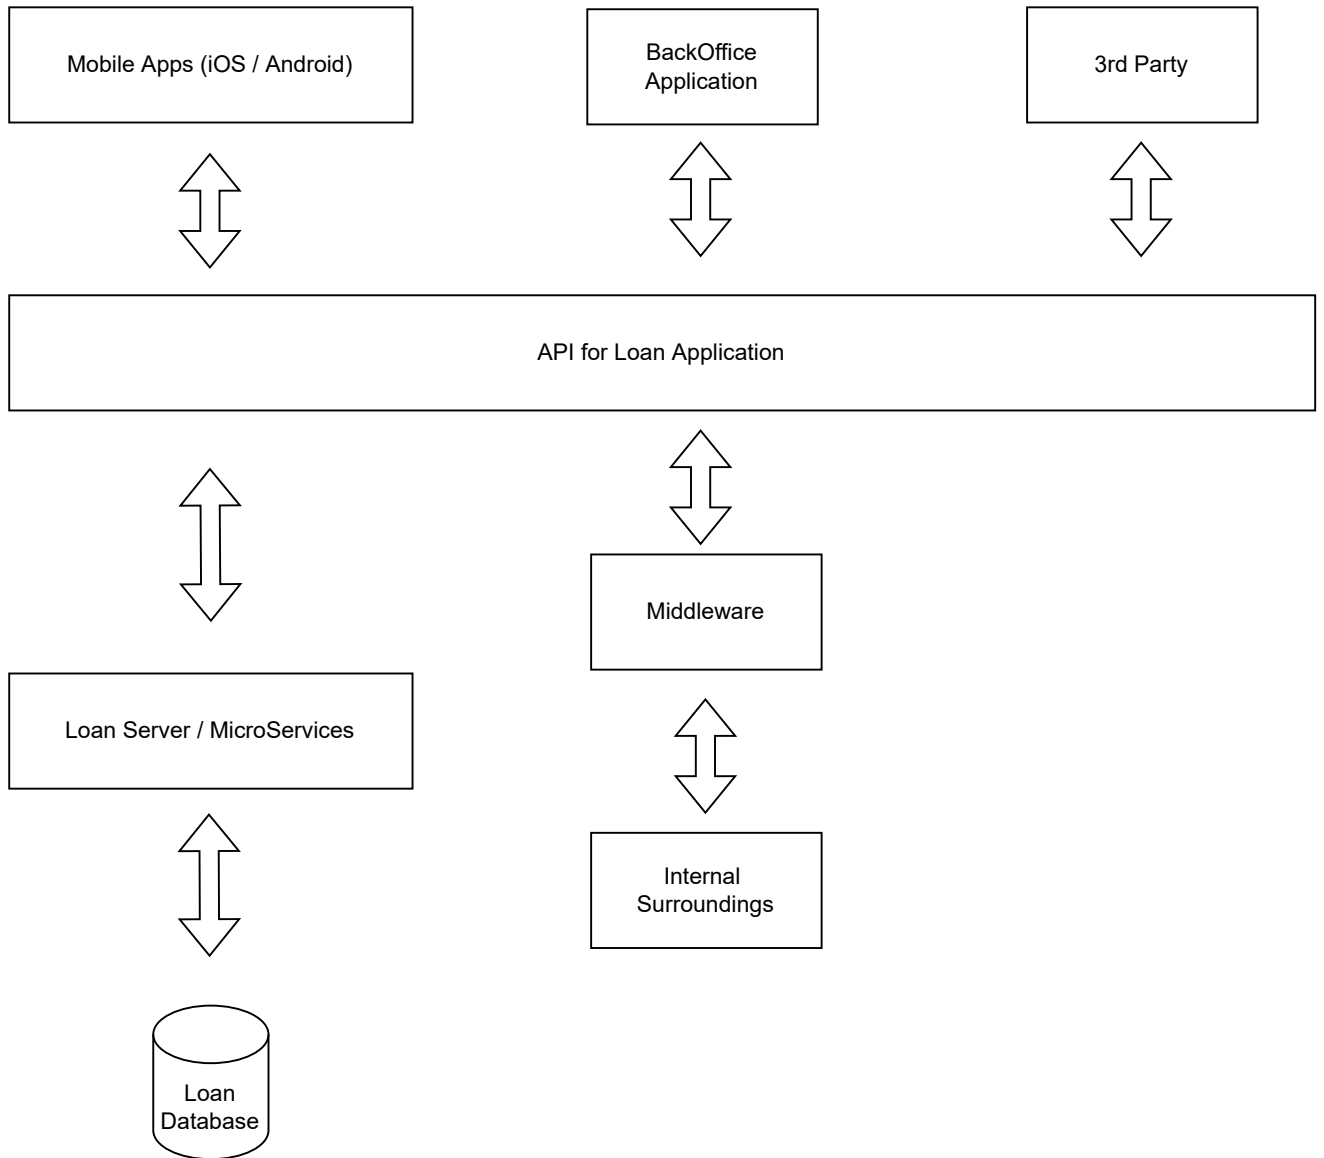 Mobile Apps (iOS / Android)
BackOffice
Application
3rd Party
API for Loan Application
Middleware
Loan Server / MicroServices
Internal
Surroundings
Loan
Database